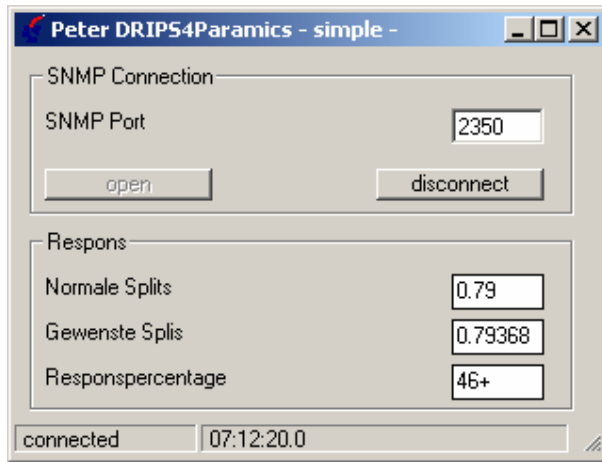 Peter DRIPS4Paramics - simple -
SNMP Connection
SNMP Port 2350
open disconnect
Respons
Normale Splits 0.79
Gewenste Splis 0.79368
Responspercentage 46+
connected 07:12:20.0